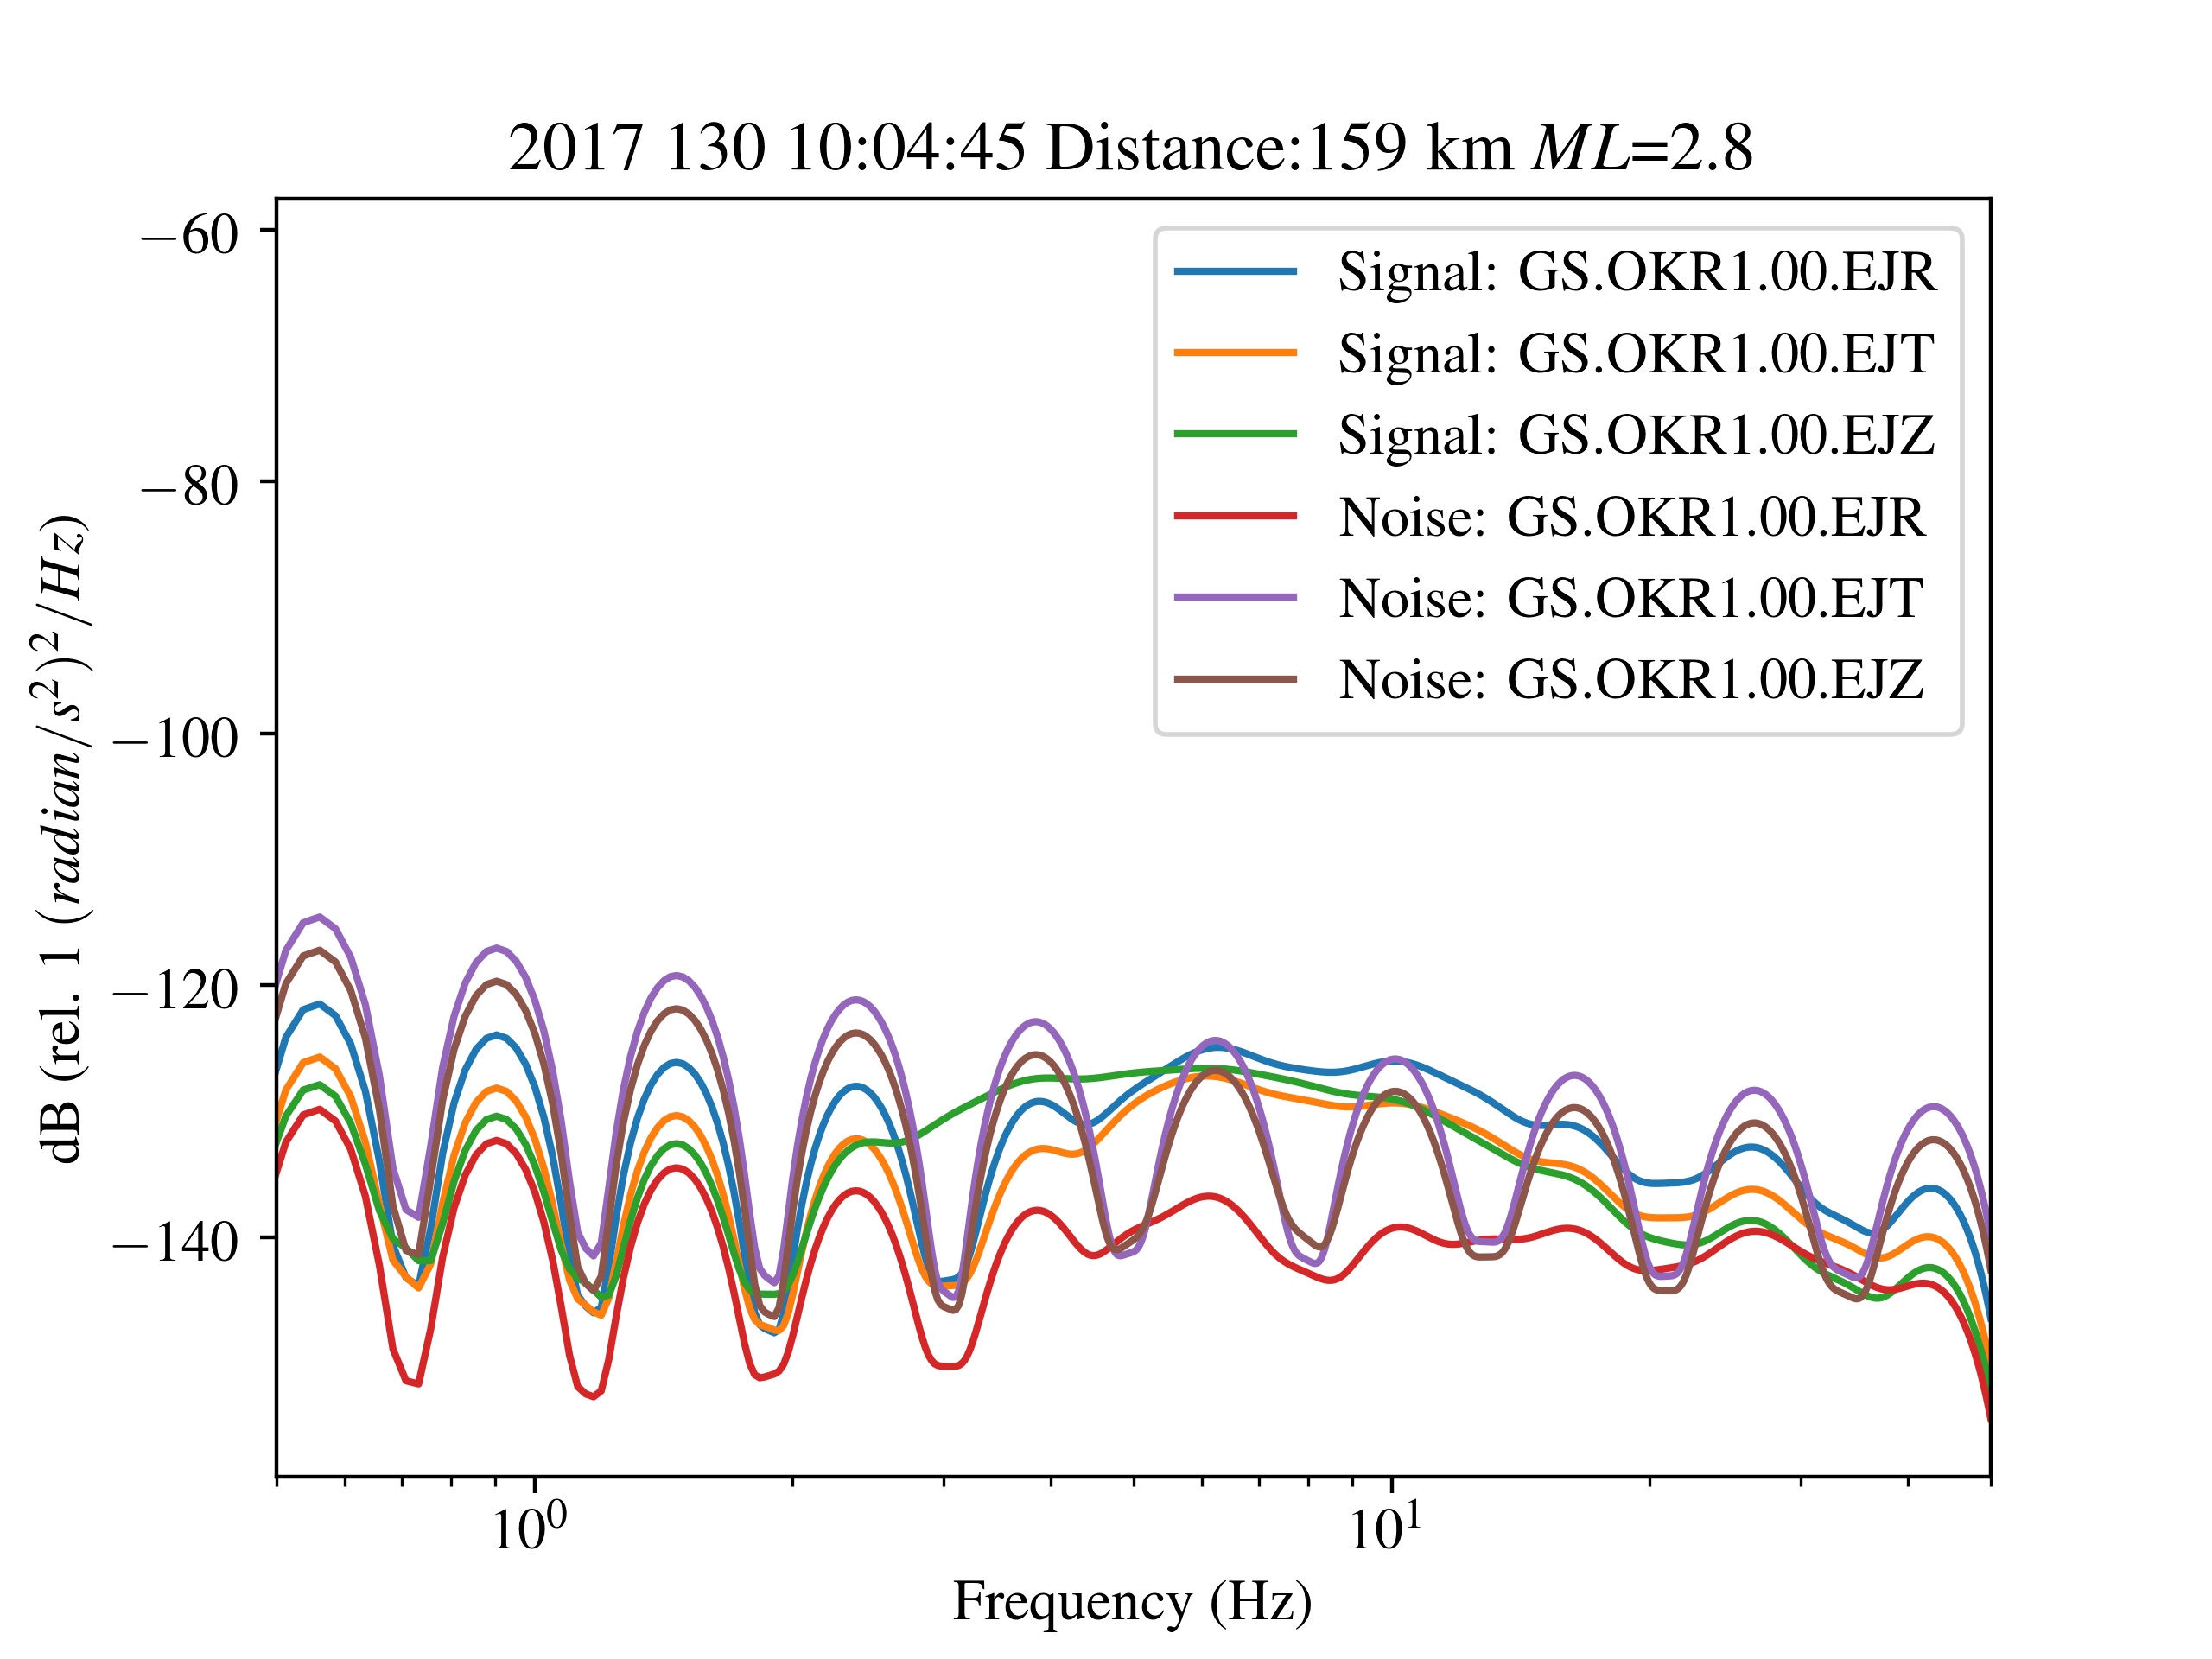 2017 130 10:04:45 Distance:159 km ML=2.8
Signal: GS.OKR1.00.EJR
Signal: GS.OKR1.00.EJT
Signal: GS.OKR1.00.EJZ
Noise: GS.OKR1.00.EJR
Noise: GS.OKR1.00.EJT
Noise: GS.OKR1.00.EJZ
dB (rel. 1 (radian/s²)²/Hz)
−60
−80
−100
−120
−140
10⁰ 10¹
Frequency (Hz)